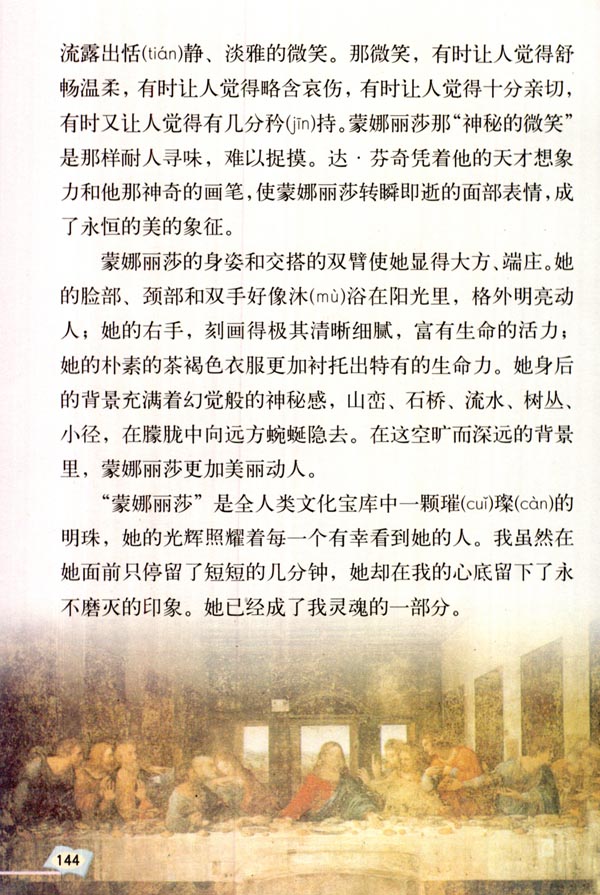 流露出恬(tián)静、淡雅的微笑。那微笑，有时让人觉得舒
畅温柔，有时让人觉得略含哀伤，有时让人觉得十分亲切，
有时又让人觉得有几分矜(jīn)持。蒙娜丽莎那“神秘的微笑”
是那样耐人寻味，难以捉摸。达·芬奇凭着他的天才想象
力和他那神奇的画笔，使蒙娜丽莎转瞬即逝的面部表情，成
了永恒的美的象征。
蒙娜丽莎的身姿和交搭的双臂使她显得大方、端庄。她
的脸部、颈部和双手好像沐(mù)浴在阳光里，格外明亮动
人；她的右手，刻画得极其清晰细腻，富有生命的活力；
她的朴素的茶褐色衣服更加衬托出特有的生命力。她身后
的背景充满着幻觉般的神秘感，山峦、石桥、流水、树丛、
小径，在朦胧中向远方蜿蜒隐去。在这空旷而深远的背景
里，蒙娜丽莎更加美丽动人。
“蒙娜丽莎”是全人类文化宝库中一颗璀(cuǐ)璨(càn)的
明珠，她的光辉照耀着每一个有幸看到她的人。我虽然在
她面前只停留了短短的几分钟，她却在我的心底留下了永
不磨灭的印象。她已经成了我灵魂的一部分。
144